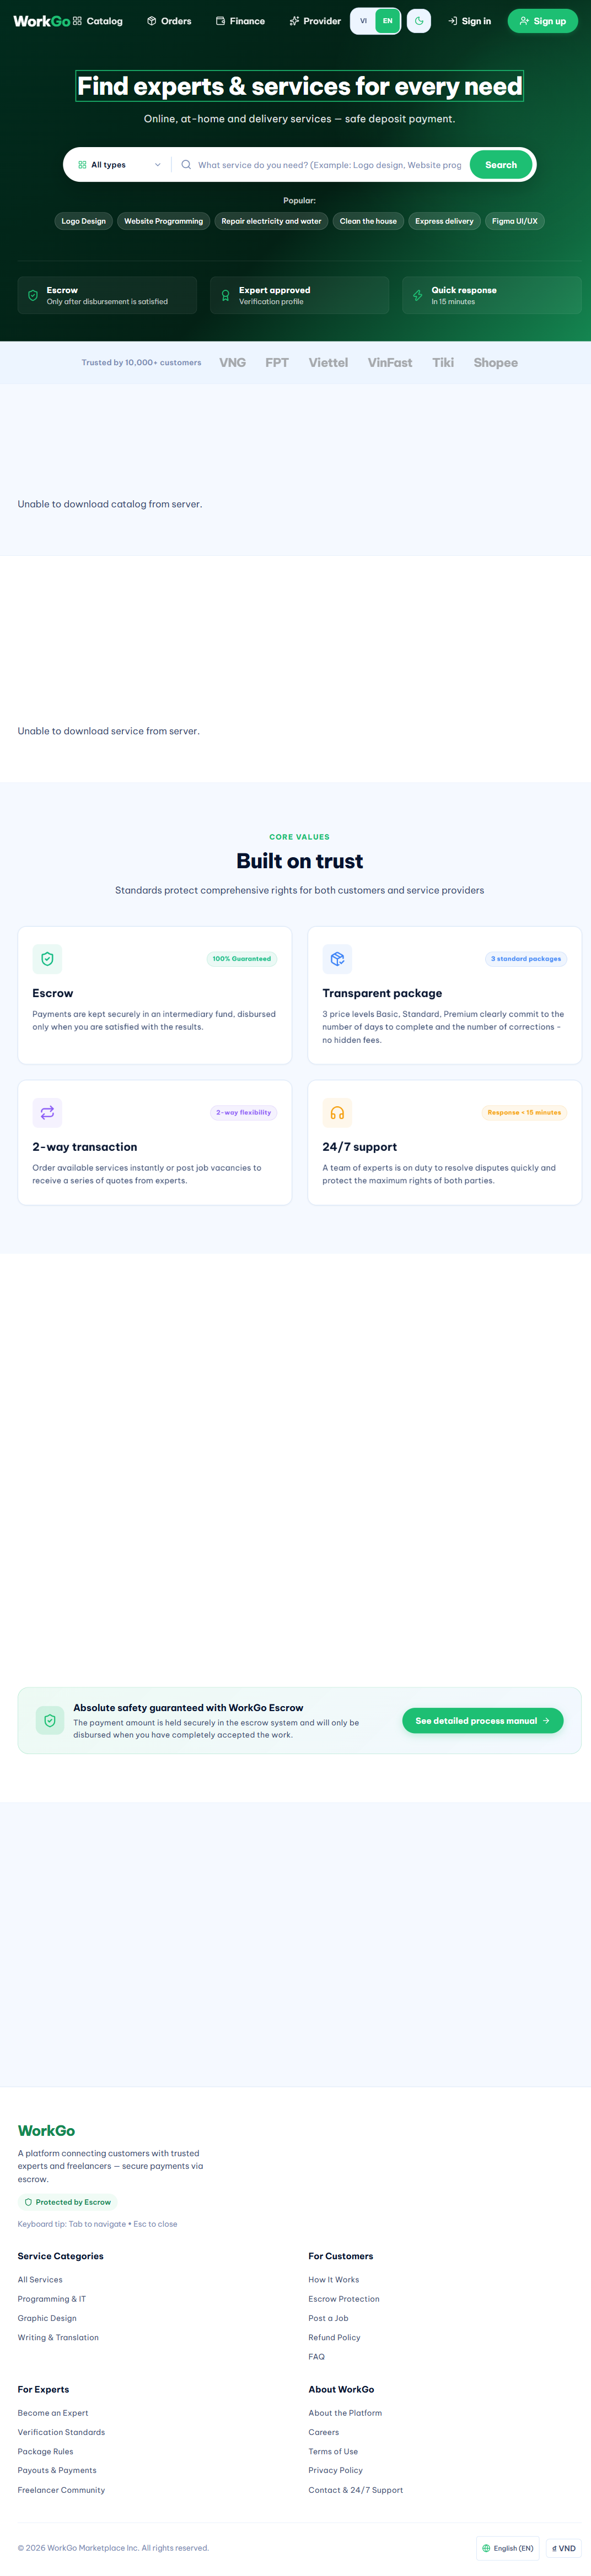 WorkGo Catalog Orders Finance Provider VI EN Sign in Sign up
Find experts & services for every need
Online, at-home and delivery services — safe deposit payment.
All types What service do you need? (Example: Logo design, Website prog Search
Popular:
Logo Design Website Programming Repair electricity and water Clean the house Express delivery Figma UI/UX
Escrow
Only after disbursement is satisfied
Expert approved
Verification profile
Quick response
In 15 minutes
Trusted by 10,000+ customers VNG FPT Viettel VinFast Tiki Shopee
Unable to download catalog from server.
Unable to download service from server.
CORE VALUES
Built on trust
Standards protect comprehensive rights for both customers and service providers
100% Guaranteed
Escrow
Payments are kept securely in an intermediary fund, disbursed
only when you are satisfied with the results.
3 standard packages
Transparent package
3 price levels Basic, Standard, Premium clearly commit to the
number of days to complete and the number of corrections -
no hidden fees.
2-way flexibility
2-way transaction
Order available services instantly or post job vacancies to
receive a series of quotes from experts.
Response < 15 minutes
24/7 support
A team of experts is on duty to resolve disputes quickly and
protect the maximum rights of both parties.
Absolute safety guaranteed with WorkGo Escrow
The payment amount is held securely in the escrow system and will only be
disbursed when you have completely accepted the work.
See detailed process manual
WorkGo
A platform connecting customers with trusted
experts and freelancers — secure payments via
escrow.
Protected by Escrow
Keyboard tip: Tab to navigate • Esc to close
Service Categories
All Services
Programming & IT
Graphic Design
Writing & Translation
For Customers
How It Works
Escrow Protection
Post a Job
Refund Policy
FAQ
For Experts
Become an Expert
Verification Standards
Package Rules
Payouts & Payments
Freelancer Community
About WorkGo
About the Platform
Careers
Terms of Use
Privacy Policy
Contact & 24/7 Support
© 2026 WorkGo Marketplace Inc. All rights reserved.
English (EN) đ VND